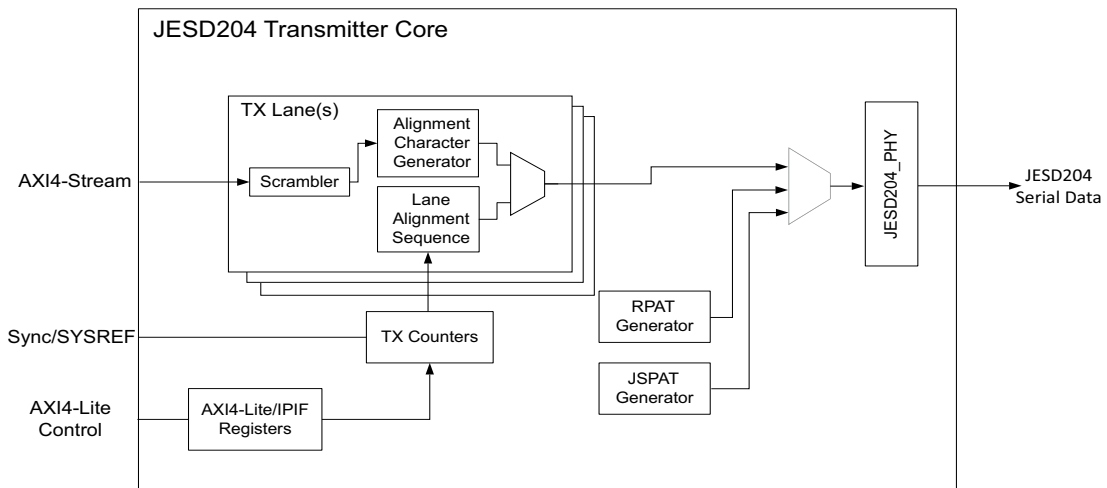 JESD204 Transmitter Core
TX Lane(s)
Alignment
Character
Generator
Scrambler
AXI4-Stream
Lane
Alignment
Sequence
JESD204_PHY
JESD204
Serial Data
RPAT
Generator
Sync/SYSREF
TX Counters
JSPAT
Generator
AXI4-Lite
Control
AXI4-Lite/IPIF
Registers